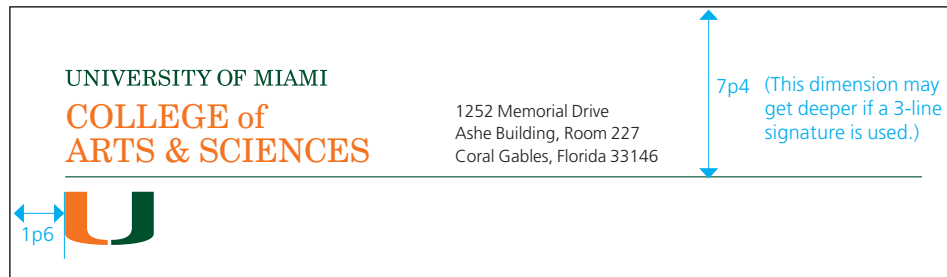 UNIVERSITY OF MIAMI
COLLEGE of
ARTS & SCIENCES
1252 Memorial Drive
Ashe Building, Room 227
Coral Gables, Florida 33146
7p4
(This dimension may
get deeper if a 3-line
signature is used.)
1p6